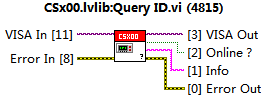 CSx00.lvlib:Query ID.vi (4815)
VISA In [11]
[3] VISA Out
CSX00
[2] Online ?
Error In [8]
?
[1] Info
[0] Error Out